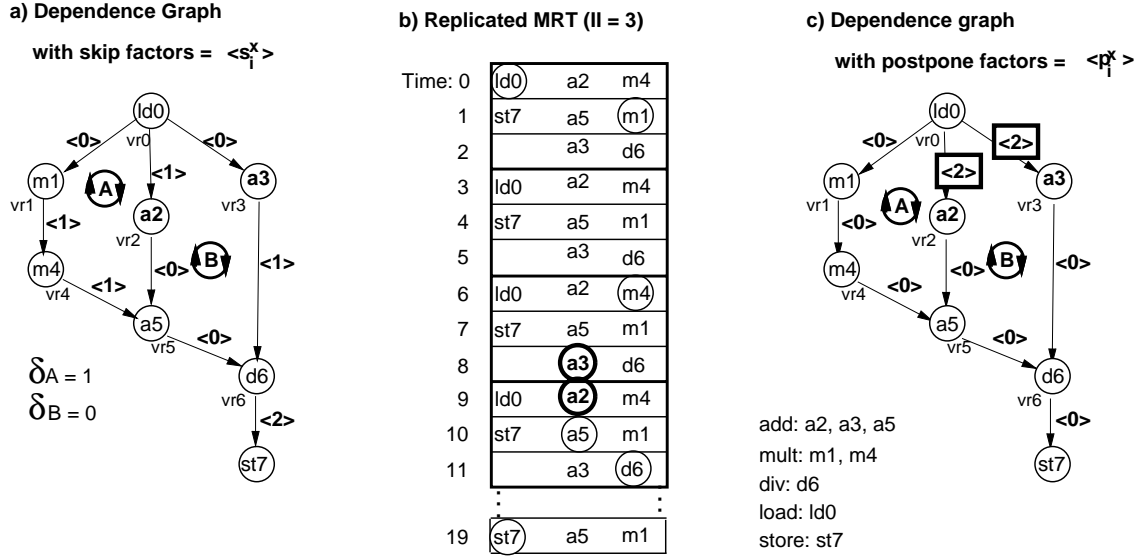 a) Dependence Graph
with skip factors = <s_i^x>
ld0
vr0
<0>
<1>
<0>
m1
vr1
A
a2
vr2
a3
vr3
<1>
B
m4
vr4
<0>
<1>
<1>
a5
vr5
<0>
d6
vr6
<2>
st7
δA = 1
δB = 0
b) Replicated MRT (II = 3)
Time: 0 ld0 a2 m4
1 st7 a5 m1
2 a3 d6
3 ld0 a2 m4
4 st7 a5 m1
5 a3 d6
6 ld0 a2 m4
7 st7 a5 m1
8 a3 d6
9 ld0 a2 m4
10 st7 a5 m1
11 a3 d6
19 st7 a5 m1
c) Dependence graph
with postpone factors = <p_i^x>
ld0
vr0
<0>
<2>
<2>
m1
vr1
A
a2
vr2
a3
vr3
<0>
B
m4
vr4
<0>
<0>
<0>
a5
vr5
<0>
d6
vr6
<0>
st7
add: a2, a3, a5
mult: m1, m4
div: d6
load: ld0
store: st7